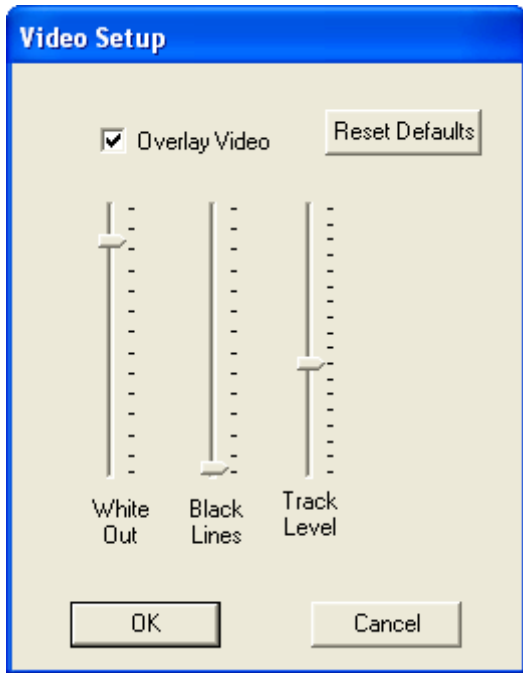 Video Setup
Overlay Video
Reset Defaults
White
Out
Black
Lines
Track
Level
OK
Cancel